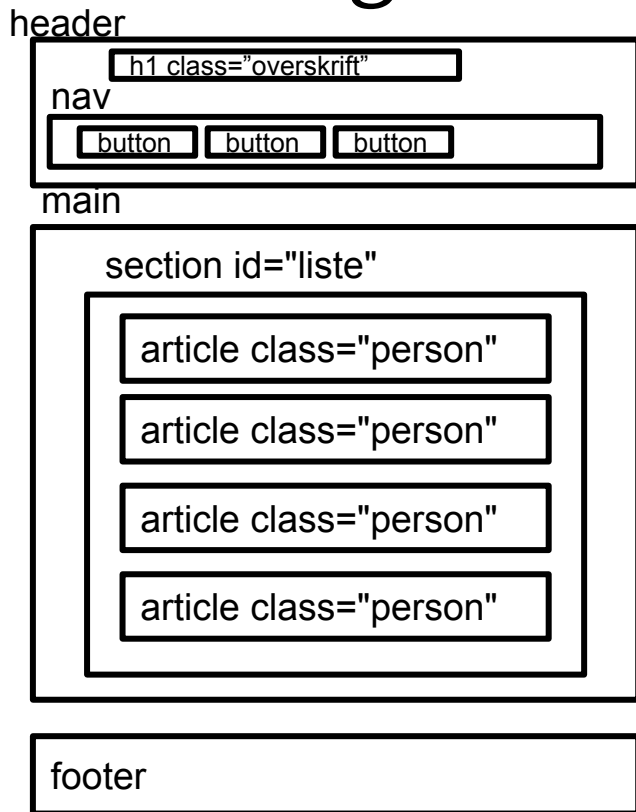 header
h1 class=”overskrift”
nav
button button button
main
section id="liste"
article class="person"
article class="person"
article class="person"
article class="person"
footer